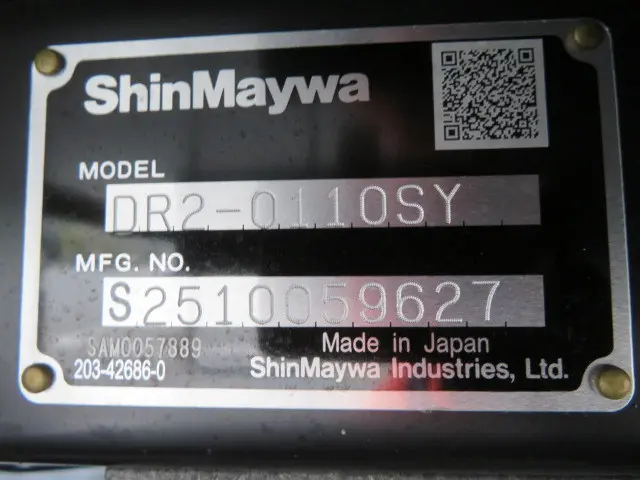 ShinMaywa
MODEL
DR2-0110SY
MFG. NO.
S2510059627
SAM0057889
Made in Japan
203-42686-0
ShinMaywa Industries, Ltd.